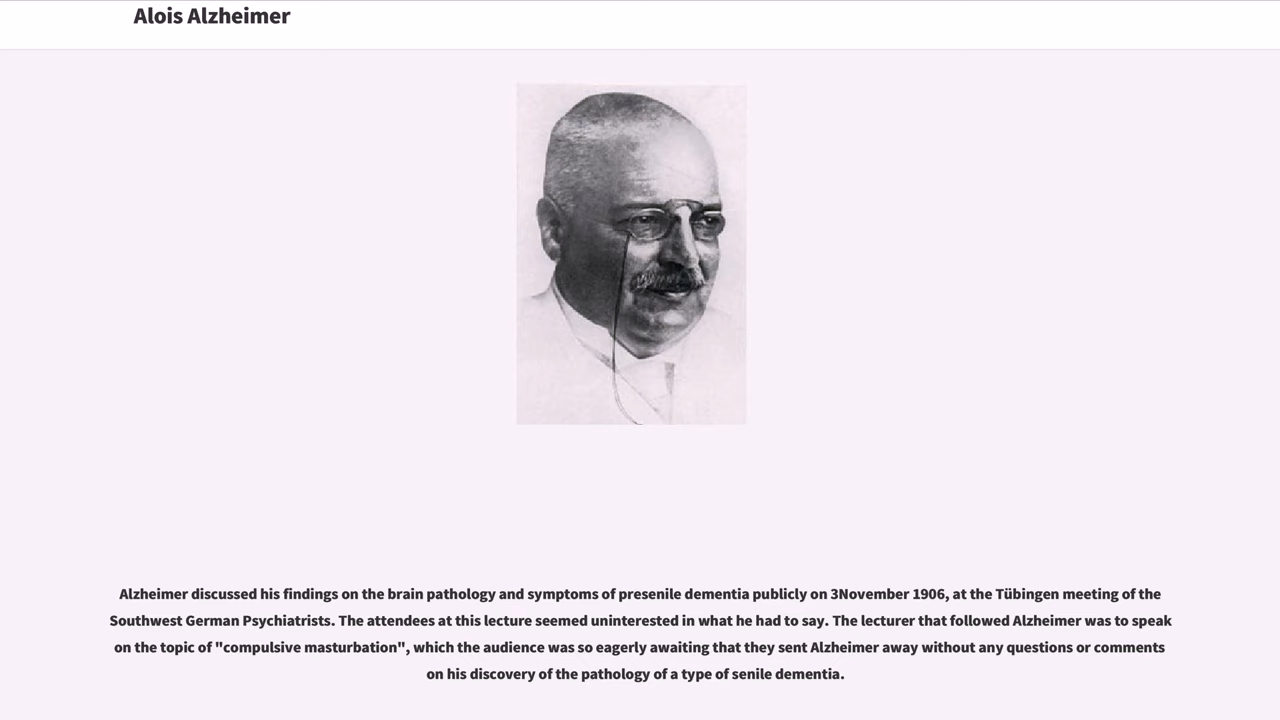 Alois Alzheimer
Alzheimer discussed his findings on the brain pathology and symptoms of presenile dementia publicly on 3November 1906, at the Tübingen meeting of the
Southwest German Psychiatrists. The attendees at this lecture seemed uninterested in what he had to say. The lecturer that followed Alzheimer was to speak
on the topic of "compulsive masturbation", which the audience was so eagerly awaiting that they sent Alzheimer away without any questions or comments
on his discovery of the pathology of a type of senile dementia.